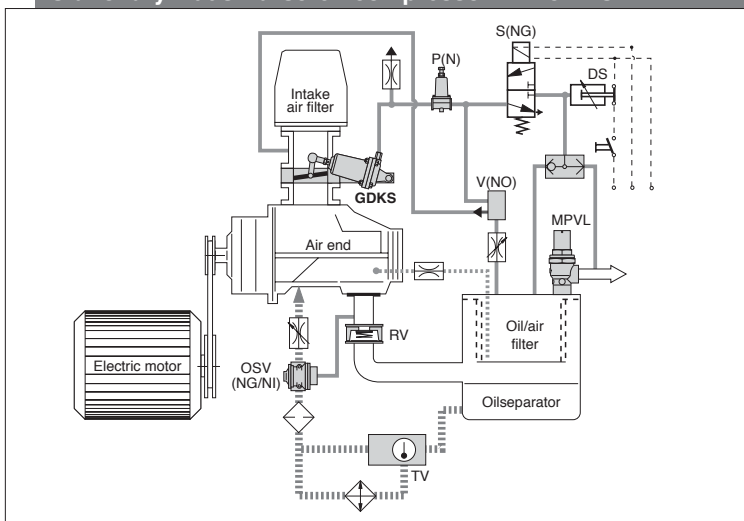 S(NG)
P(N)
DS
Intake
air filter
GDKS
V(NO)
MPVL
Air end
RV
Oil/air
filter
Electric motor
OSV
(NG/NI)
Oilseparator
TV